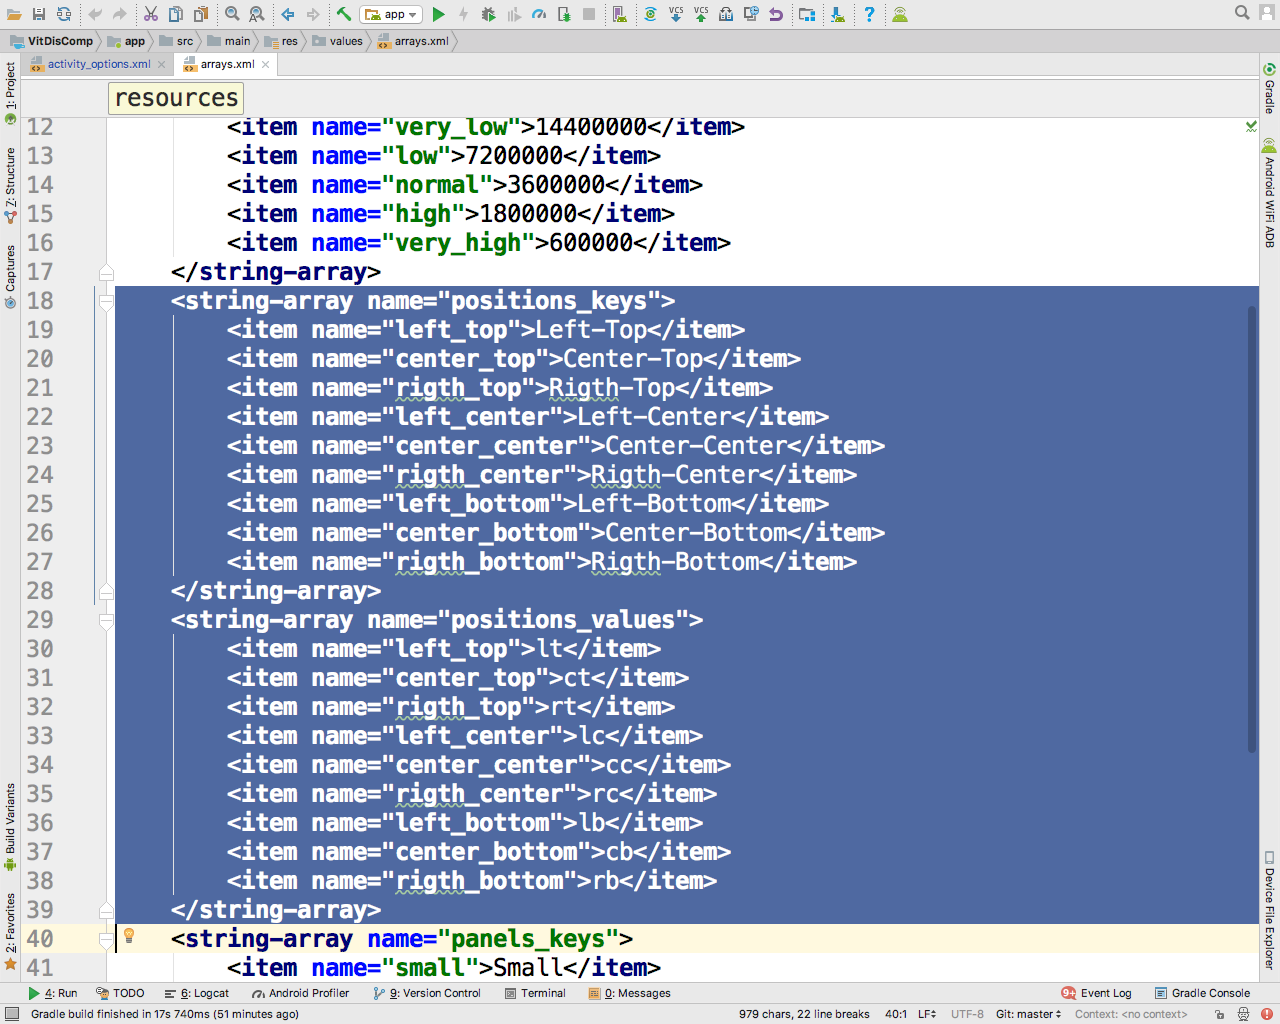 app
VitDisComp app src main res values arrays.xml
activity_options.xml arrays.xml
resources
12 <item name="very_low">14400000</item>
13 <item name="low">7200000</item>
14 <item name="normal">3600000</item>
15 <item name="high">1800000</item>
16 <item name="very_high">600000</item>
17 </string-array>
18 <string-array name="positions_keys">
19 <item name="left_top">Left-Top</item>
20 <item name="center_top">Center-Top</item>
21 <item name="rigth_top">Rigth-Top</item>
22 <item name="left_center">Left-Center</item>
23 <item name="center_center">Center-Center</item>
24 <item name="rigth_center">Rigth-Center</item>
25 <item name="left_bottom">Left-Bottom</item>
26 <item name="center_bottom">Center-Bottom</item>
27 <item name="rigth_bottom">Rigth-Bottom</item>
28 </string-array>
29 <string-array name="positions_values">
30 <item name="left_top">lt</item>
31 <item name="center_top">ct</item>
32 <item name="rigth_top">rt</item>
33 <item name="left_center">lc</item>
34 <item name="center_center">cc</item>
35 <item name="rigth_center">rc</item>
36 <item name="left_bottom">lb</item>
37 <item name="center_bottom">cb</item>
38 <item name="rigth_bottom">rb</item>
39 </string-array>
40 <string-array name="panels_keys">
41 <item name="small">Small</item>
1: Project
Z: Structure
Captures
Build Variants
2: Favorites
Gradle
Android WiFi ADB
Device File Explorer
4: Run TODO 6: Logcat Android Profiler 9: Version Control Terminal 0: Messages 9+ Event Log Gradle Console
Gradle build finished in 17s 740ms (51 minutes ago) 979 chars, 22 line breaks 40:1 LF UTF-8 Git: master Context: <no context>